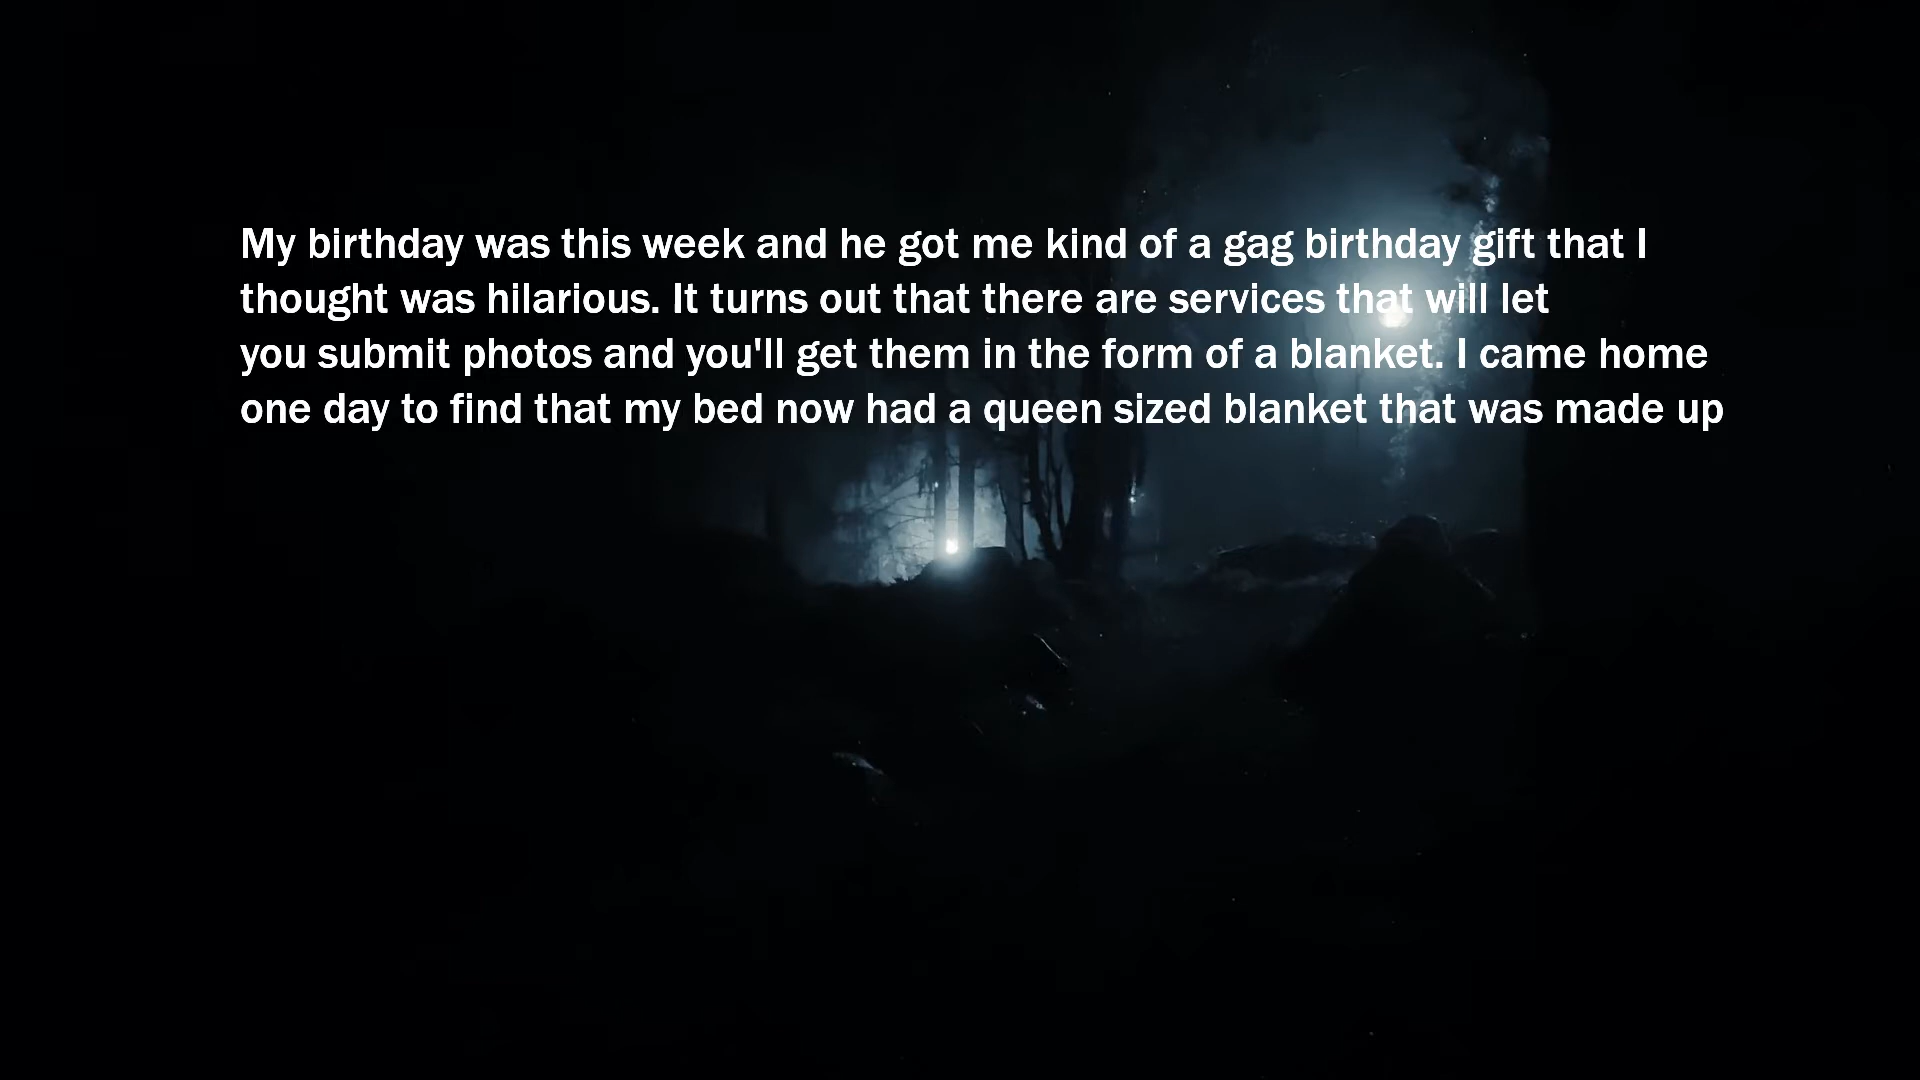 My birthday was this week and he got me kind of a gag birthday gift that I
thought was hilarious. It turns out that there are services that will let
you submit photos and you'll get them in the form of a blanket. I came home
one day to find that my bed now had a queen sized blanket that was made up